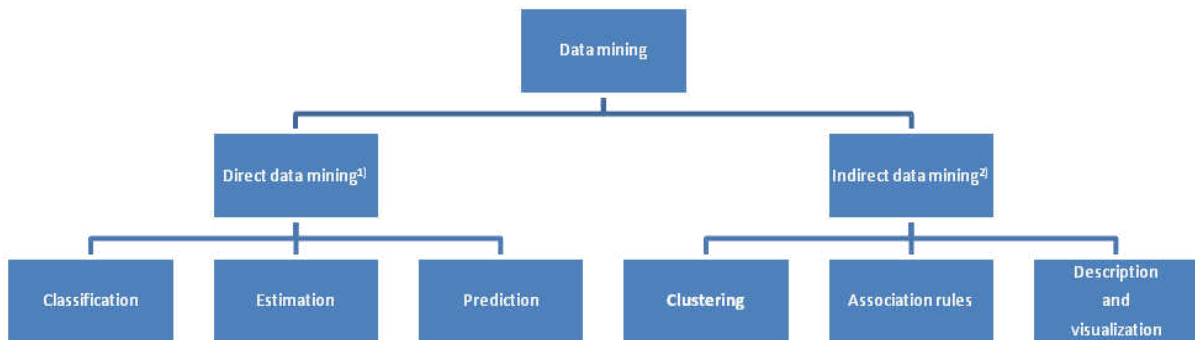 Data mining
Direct data mining¹⁾
Indirect data mining²⁾
Classification
Estimation
Prediction
Clustering
Association rules
Description
and
visualization